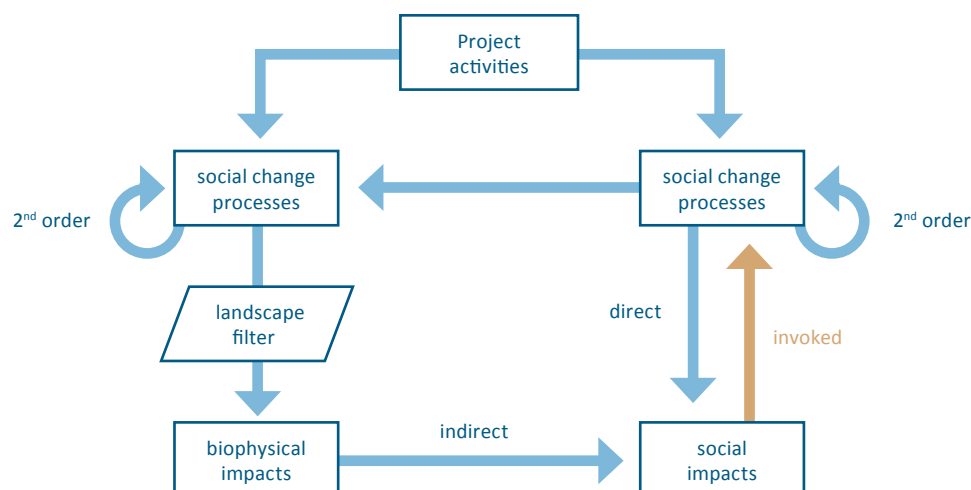 Project
activities
social change
processes
social change
processes
2nd order
2nd order
landscape
filter
direct
invoked
biophysical
impacts
indirect
social
impacts